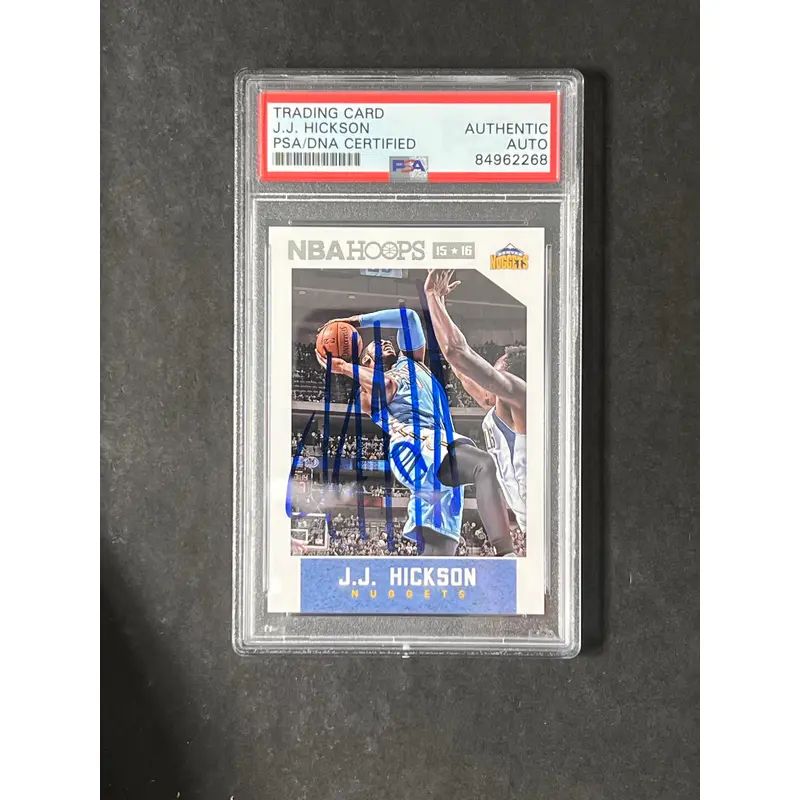 TRADING CARD
J.J. HICKSON
PSA/DNA CERTIFIED
AUTHENTIC
AUTO
84962268
PSA
NBA HOOPS 15 ★ 16
NUGGETS
J.J. HICKSON
NUGGETS